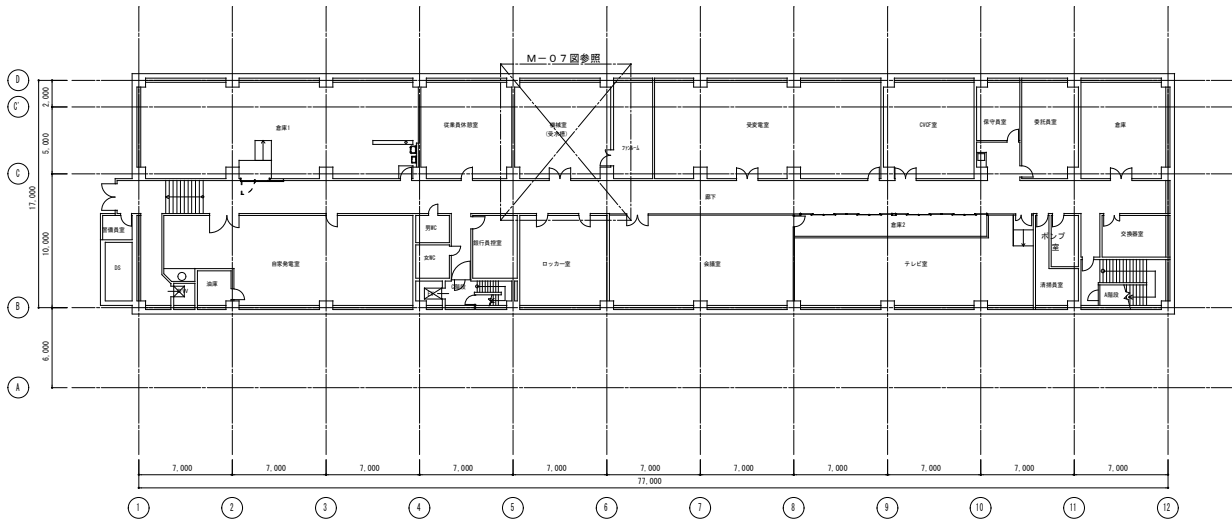 M−07図参照
D
C'
C
B
A
2,000
5,000
17,000
10,000
6,000
倉庫1
従業員休憩室
機械室
(受水槽)
ファンルーム
受変電室
CVCF室
保守員室
委託員室
倉庫
廊下
警備員室
DS
自家発電室
油庫
男WC
女WC
銀行員控室
ロッカー室
会議室
倉庫2
テレビ室
ポンプ
室
清掃員室
交換器室
A階段
7,000
7,000
7,000
7,000
7,000
7,000
7,000
7,000
7,000
7,000
7,000
77,000
1
2
3
4
5
6
7
8
9
10
11
12